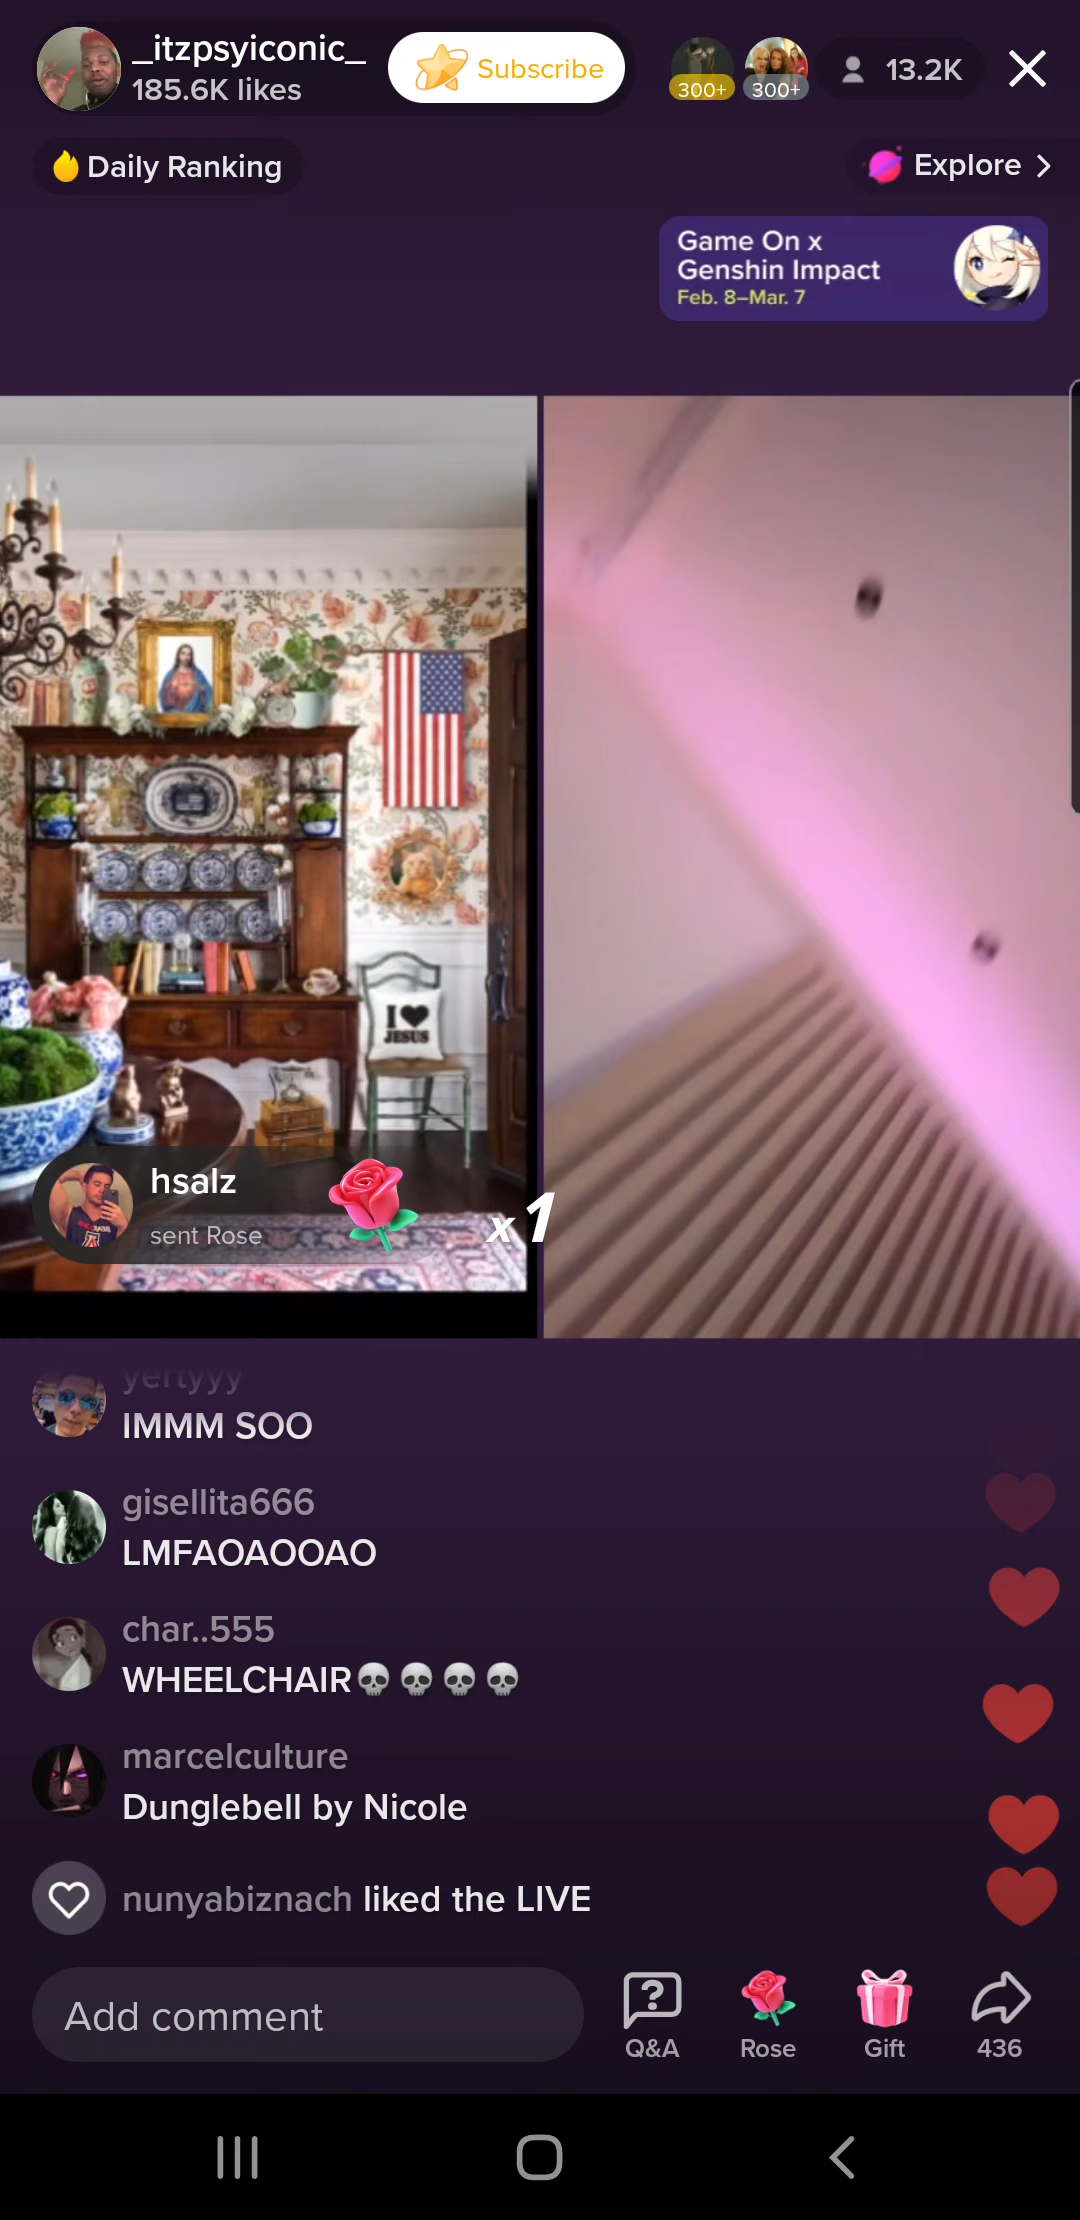 _itzpsyiconic_
185.6K likes
Subscribe
300+
300+
13.2K
Daily Ranking
Explore
Game On x
Genshin Impact
Feb. 8–Mar. 7
I ♥
JESUS
hsalz
sent Rose
x1
yertyyy
IMMM SOO
gisellita666
LMFAOAOOAO
char..555
WHEELCHAIR💀💀💀💀
marcelculture
Dunglebell by Nicole
nunyabiznach liked the LIVE
Add comment
Q&A
Rose
Gift
436